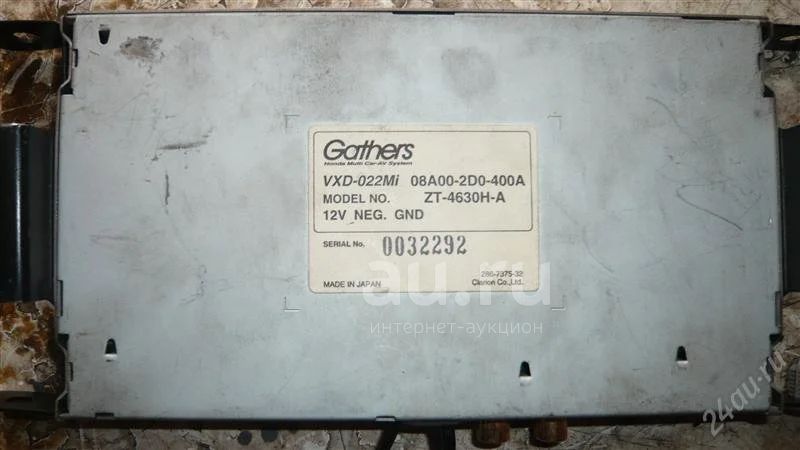 Gathers
Honda Multi Car-AV System
VXD-022Mi 08A00-2D0-400A
MODEL NO. ZT-4630H-A
12V NEG. GND
SERIAL No. 0032292
286-7375-32
MADE IN JAPAN Clarion Co., Ltd.
au.ru
интернет-аукцион
24au.ru